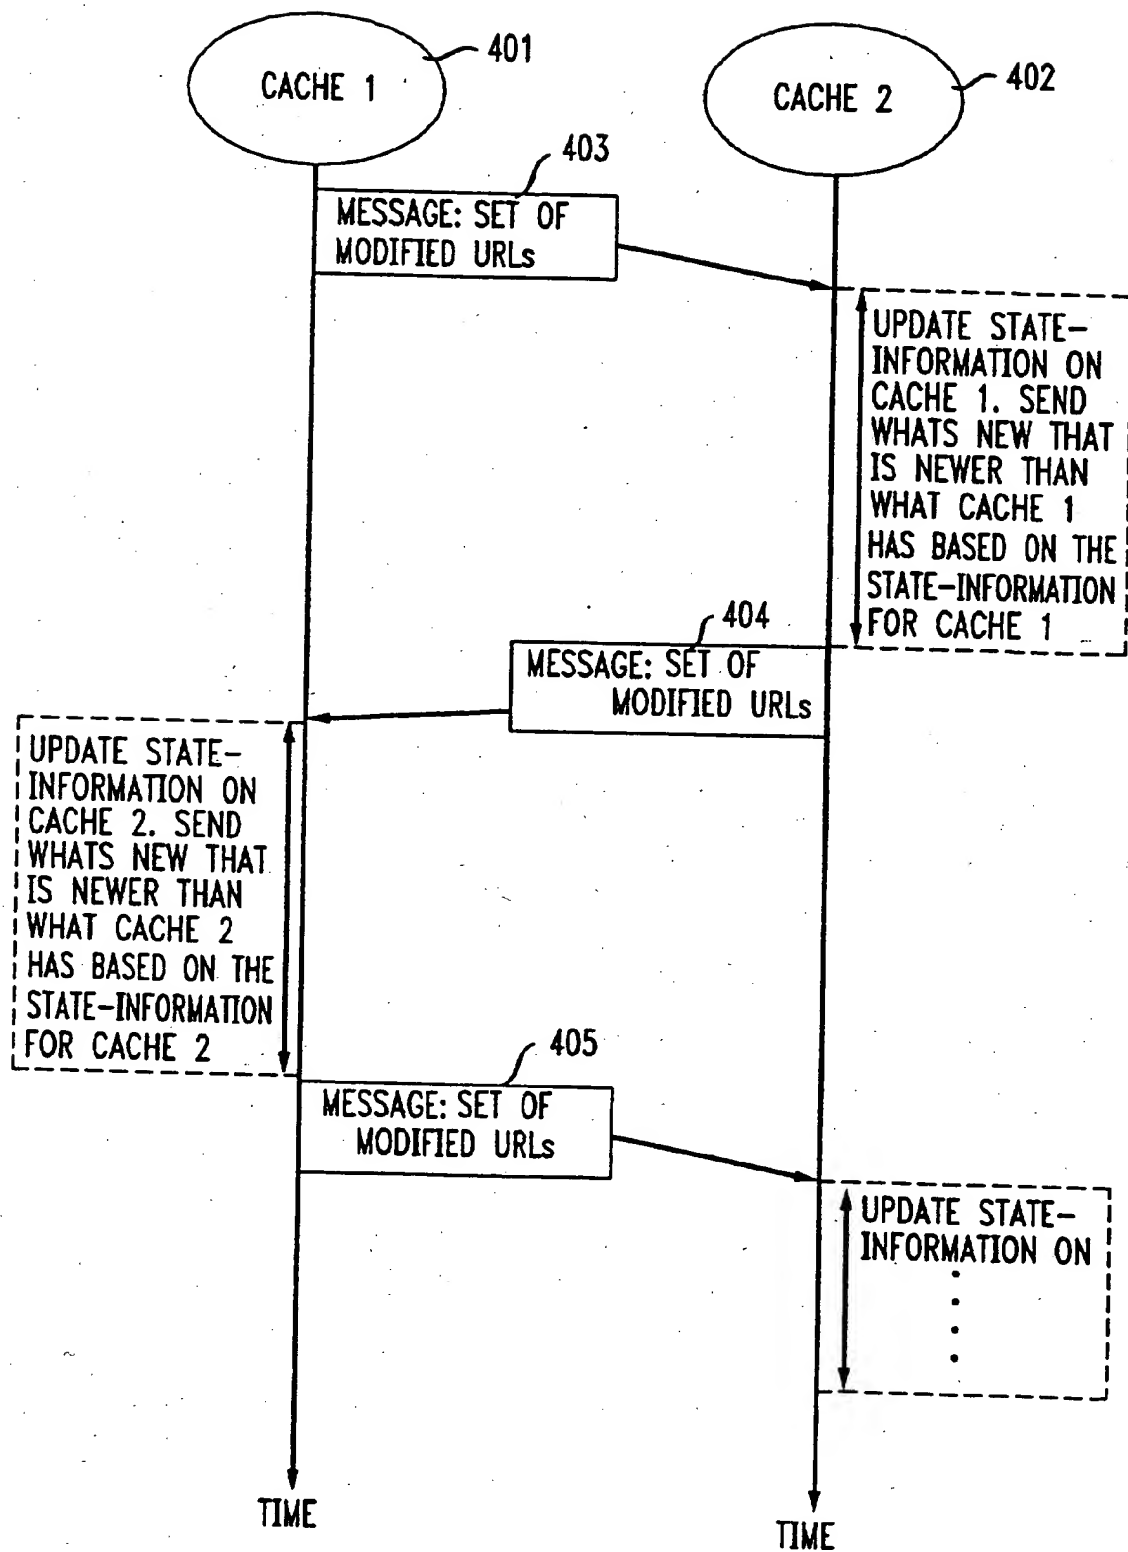 CACHE 1
401
CACHE 2
402
403
MESSAGE: SET OF
MODIFIED URLs
UPDATE STATE-
INFORMATION ON
CACHE 1. SEND
WHATS NEW THAT
IS NEWER THAN
WHAT CACHE 1
HAS BASED ON THE
STATE-INFORMATION
FOR CACHE 1
404
MESSAGE: SET OF
MODIFIED URLs
UPDATE STATE-
INFORMATION ON
CACHE 2. SEND
WHATS NEW THAT
IS NEWER THAN
WHAT CACHE 2
HAS BASED ON THE
STATE-INFORMATION
FOR CACHE 2
405
MESSAGE: SET OF
MODIFIED URLs
UPDATE STATE-
INFORMATION ON
TIME
TIME